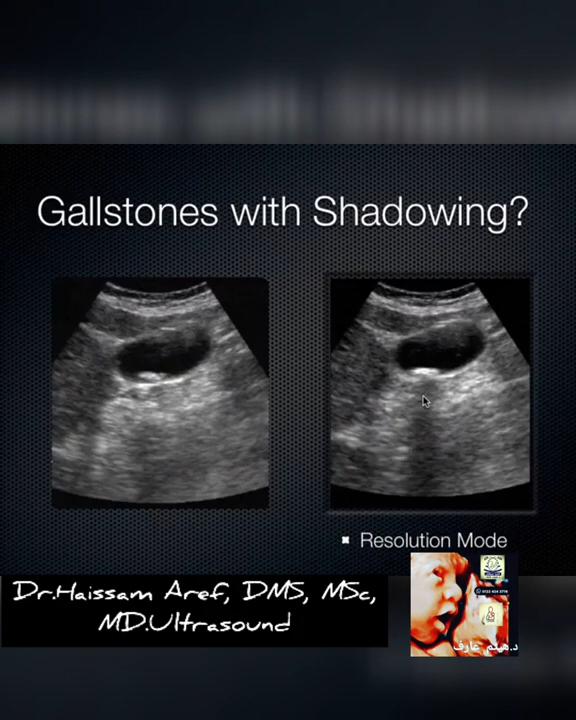 Gallstones with Shadowing?
Resolution Mode
Dr.Haissam Aref, DMS, MSc,
MD.Ultrasound
د.هيثم عارف